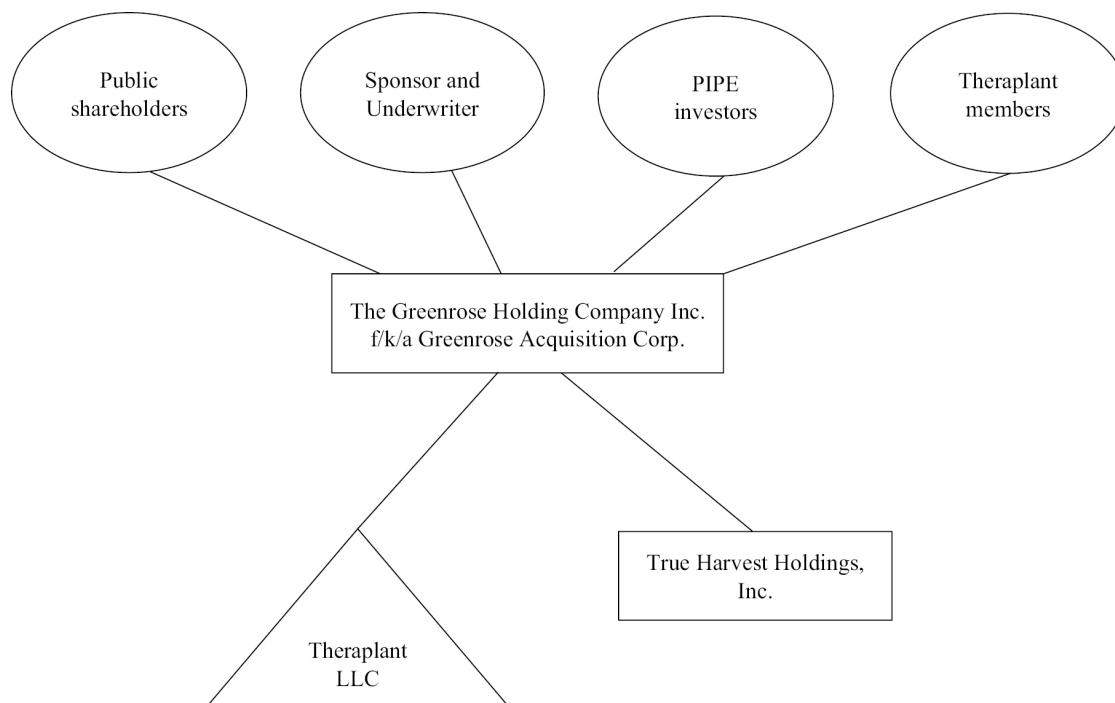 Public
shareholders
Sponsor and
Underwriter
PIPE
investors
Theraplant
members
The Greenrose Holding Company Inc.
f/k/a Greenrose Acquisition Corp.
True Harvest Holdings,
Inc.
Theraplant
LLC